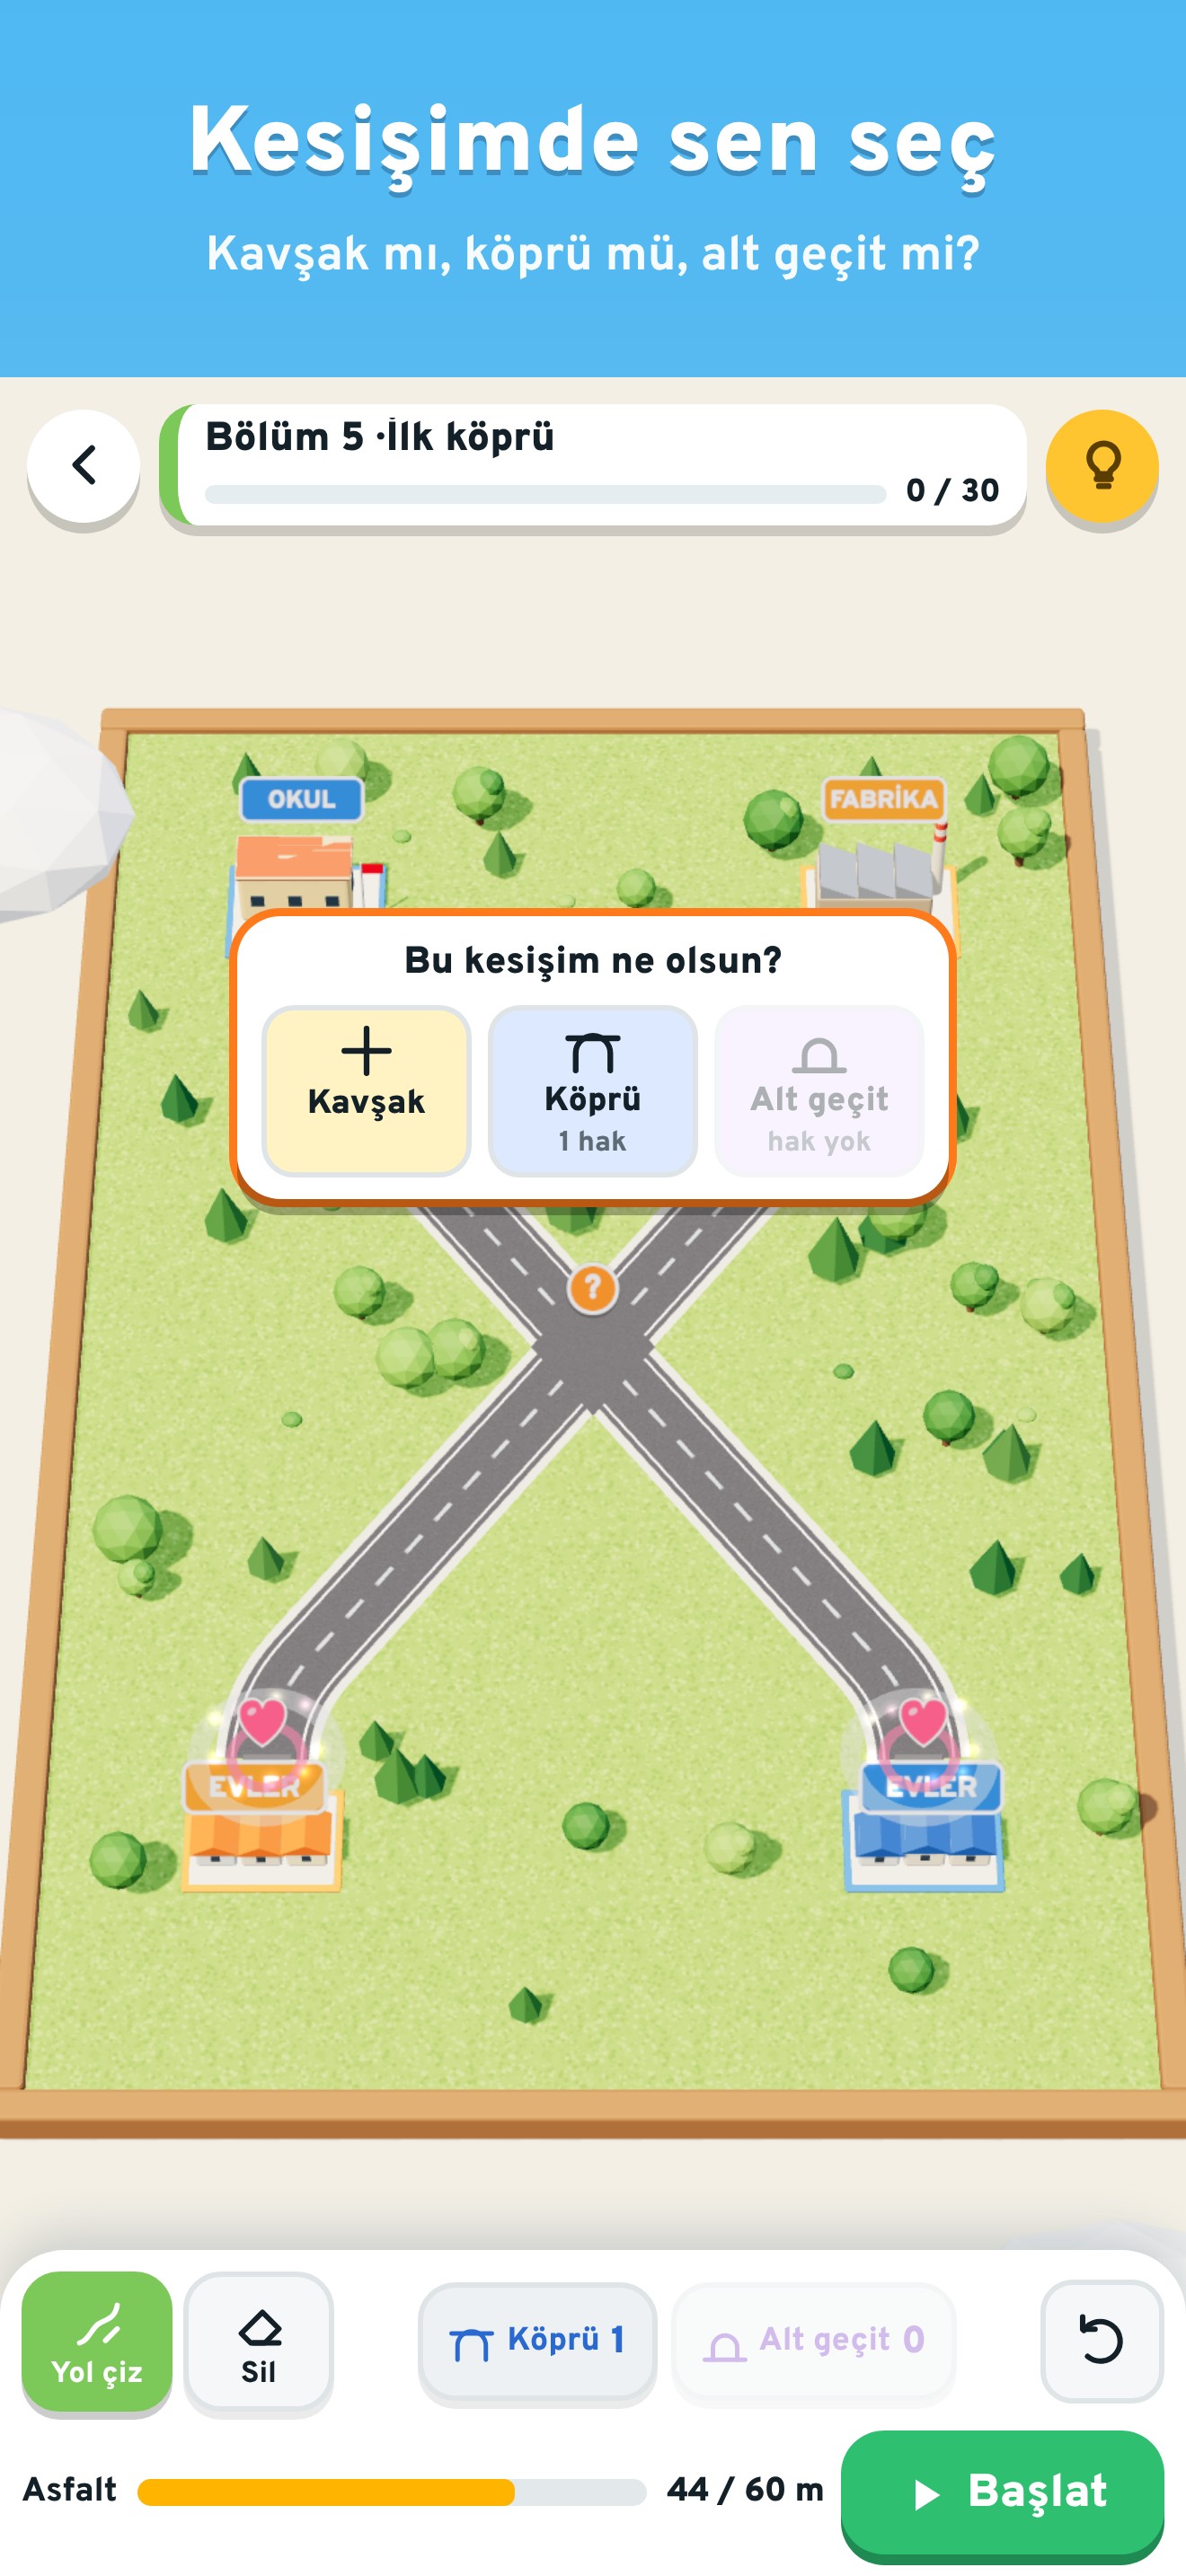 Kesişimde sen seç
Kavşak mı, köprü mü, alt geçit mi?
Bölüm 5 · İlk köprü
0 / 30
OKUL
FABRİKA
Bu kesişim ne olsun?
Kavşak
Köprü
1 hak
Alt geçit
hak yok
?
EVLER
EVLER
Yol çiz
Sil
Köprü 1
Alt geçit 0
Asfalt
44 / 60 m
Başlat